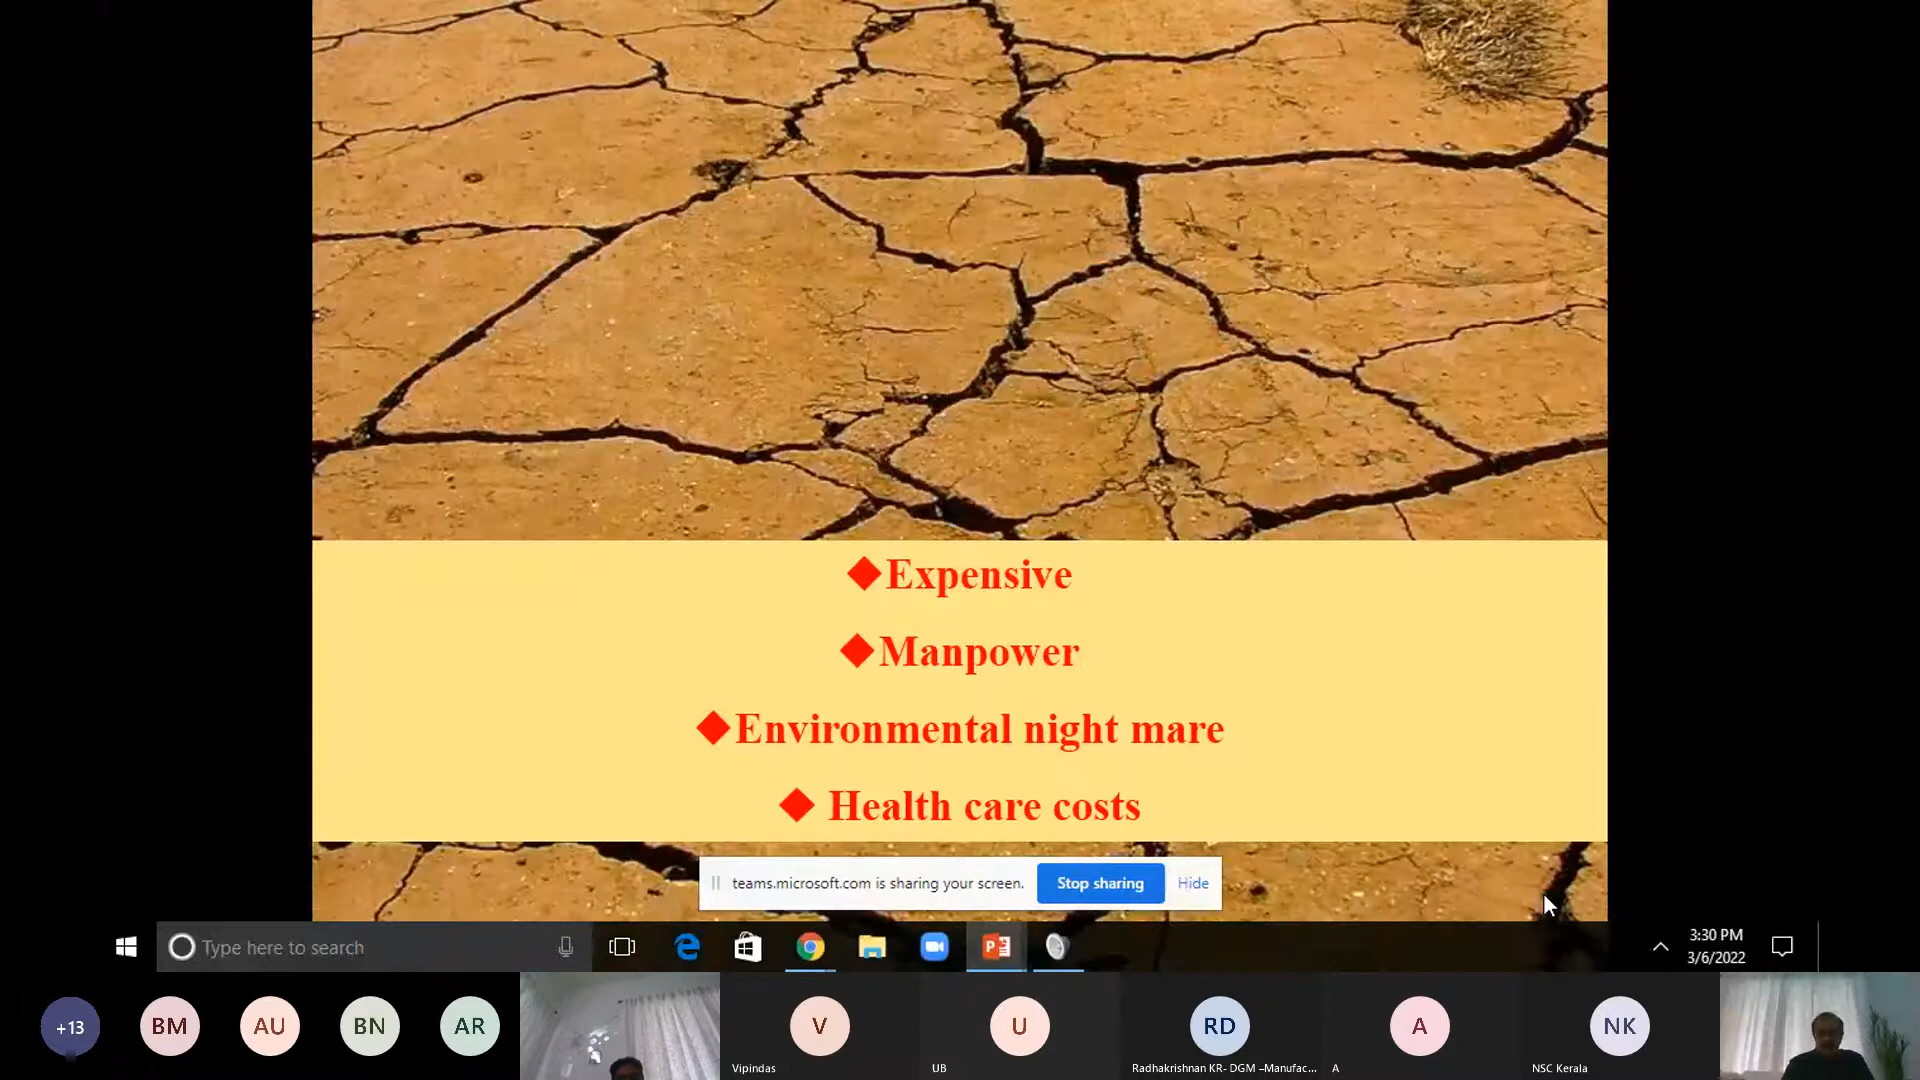 ◆Expensive
◆Manpower
◆Environmental night mare
◆ Health care costs
teams.microsoft.com is sharing your screen. Stop sharing Hide
Type here to search
3:30 PM
3/6/2022
+13 BM AU BN AR V U RD A NK
Vipindas UB Radhakrishnan KR- DGM –Manufac... A NSC Kerala